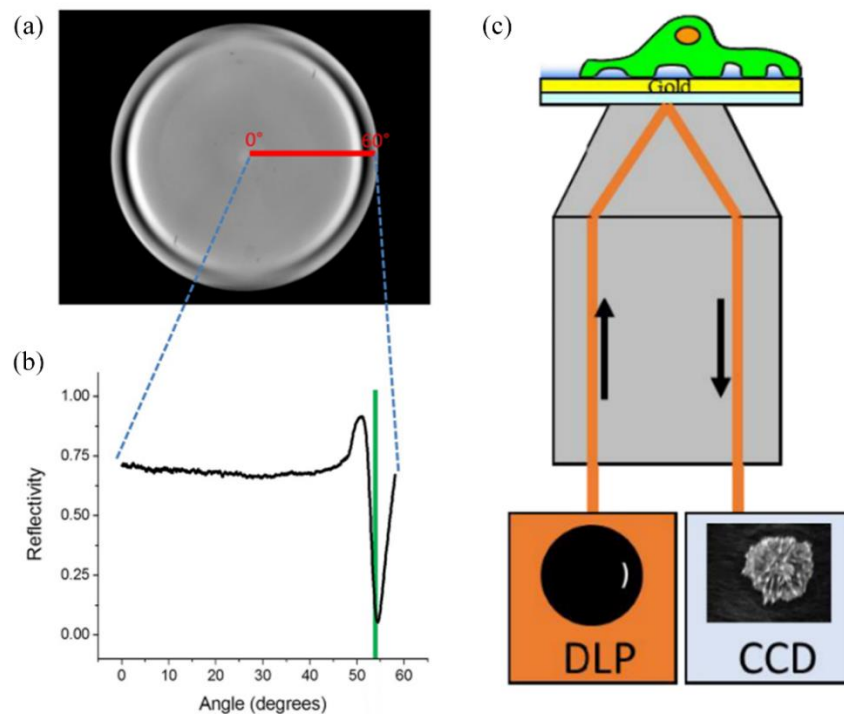 (a)
0° 60°
(b)
1.00
0.75
0.50
0.25
0.00
Reflectivity
0 10 20 30 40 50 60
Angle (degrees)
(c)
Gold
DLP
CCD